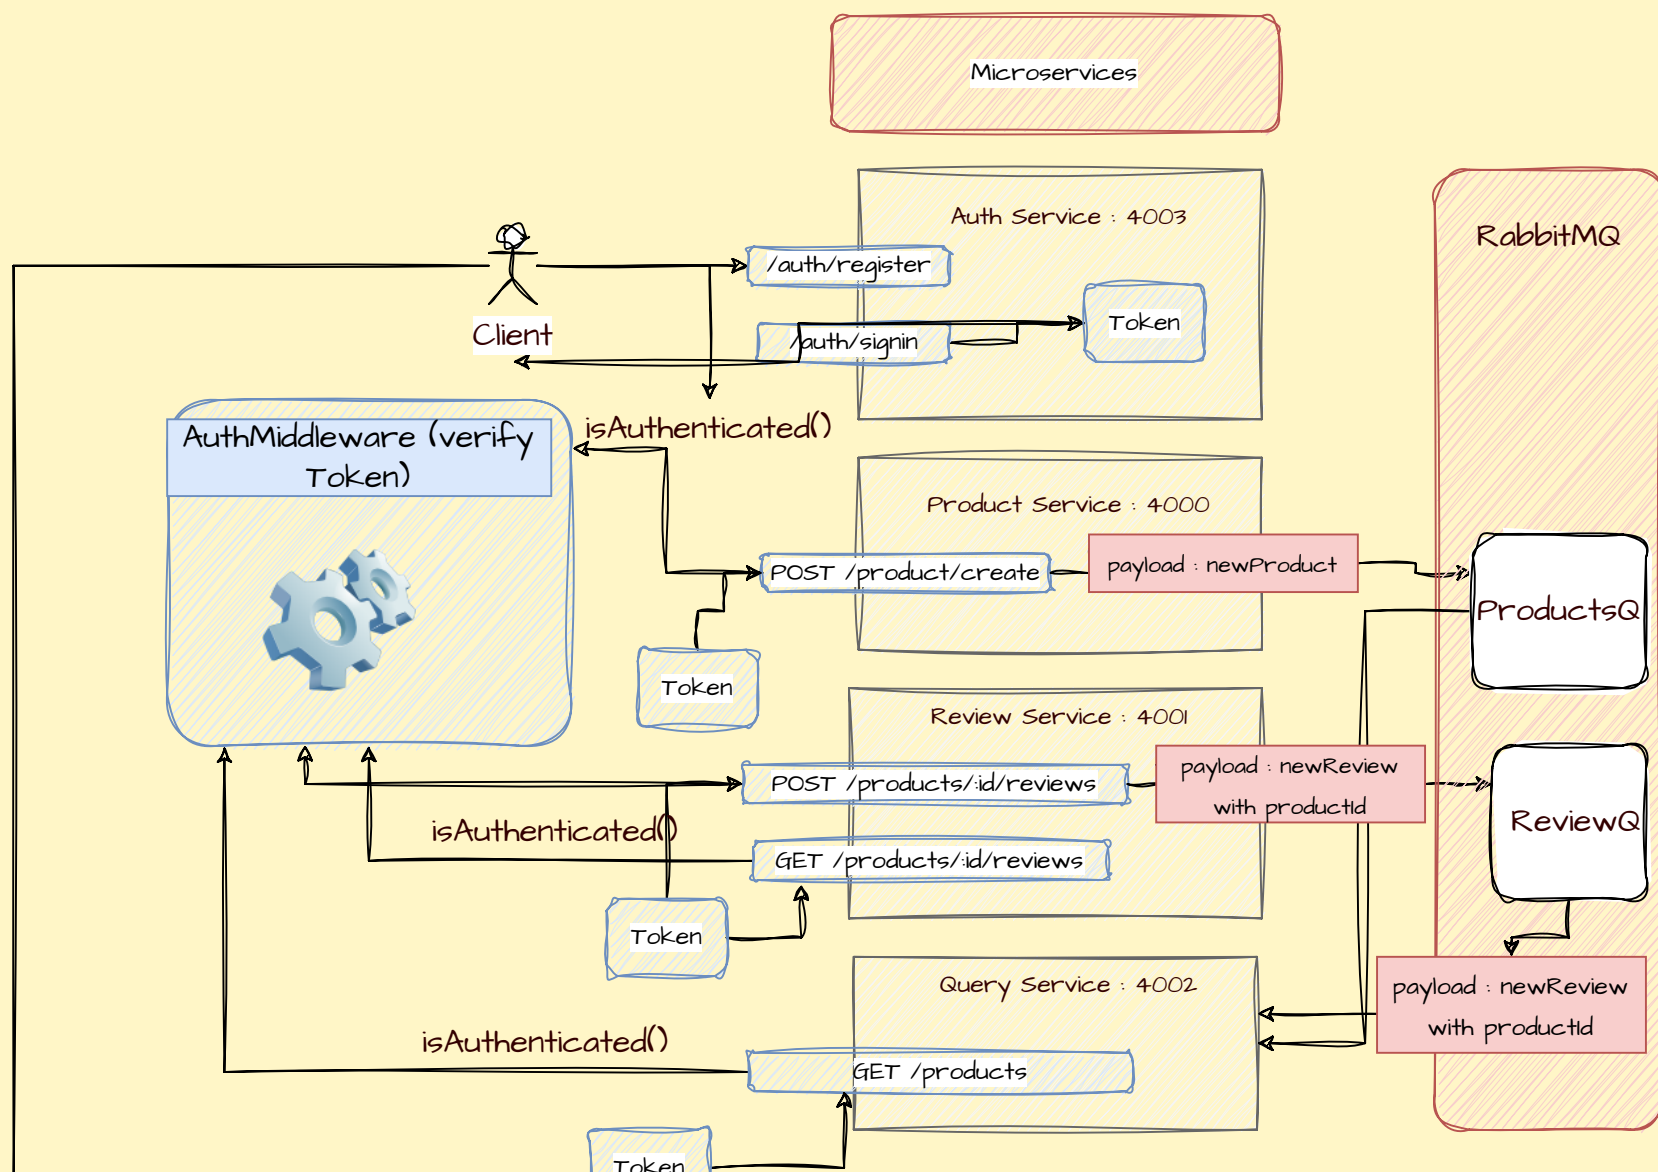 Microservices
Auth Service : 4003
RabbitMQ
/auth/register
Client
/auth/signin
Token
isAuthenticated()
AuthMiddleware (verify
Token)
Product Service : 4000
POST /product/create
payload : newProduct
ProductsQ
Token
Review Service : 4001
POST /products/:id/reviews
payload : newReview
with productId
ReviewQ
isAuthenticated()
GET /products/:id/reviews
Token
Query Service : 4002
payload : newReview
with productId
isAuthenticated()
GET /products
Token